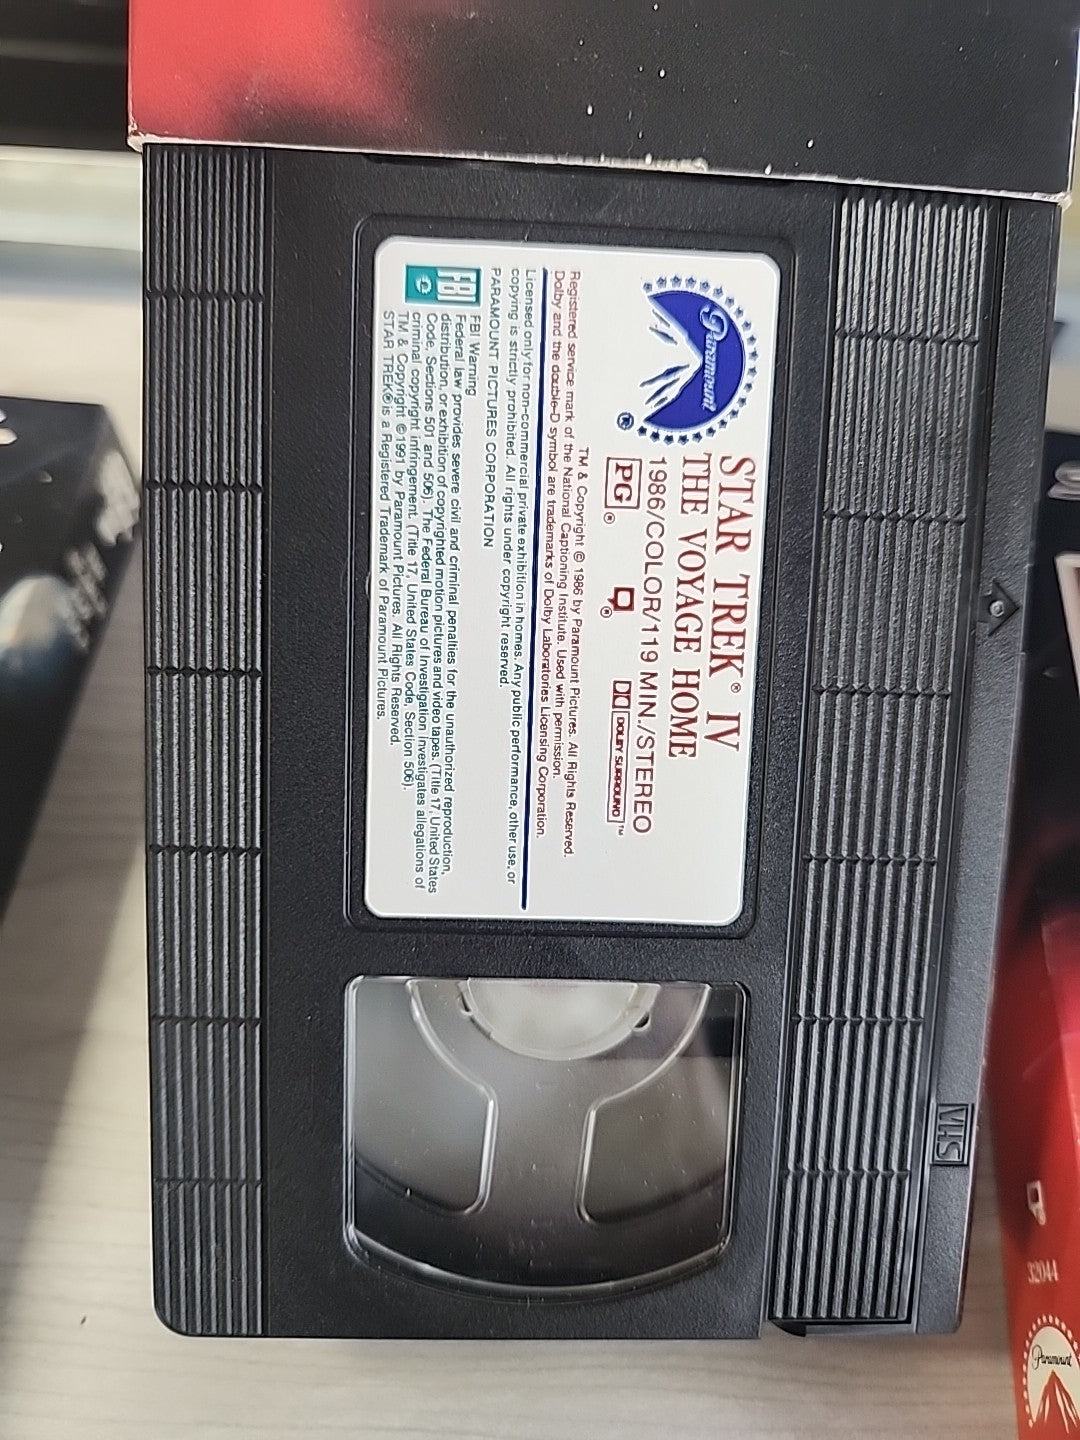 Paramount
®
STAR TREK® IV
THE VOYAGE HOME
1986/COLOR/119 MIN./STEREO
PG ® ® DOLBY SURROUND ™
TM & Copyright © 1986 by Paramount Pictures. All Rights Reserved.
Registered service mark of the National Captioning Institute. Used with permission.
Dolby and the double-D symbol are trademarks of Dolby Laboratories Licensing Corporation.
Licensed only for non-commercial private exhibition in homes. Any public performance, other use, or
copying is strictly prohibited. All rights under copyright reserved.
PARAMOUNT PICTURES CORPORATION
FBI
FBI Warning
Federal law provides severe civil and criminal penalties for the unauthorized reproduction,
distribution, or exhibition of copyrighted motion pictures and video tapes. (Title 17, United States
Code, Sections 501 and 506). The Federal Bureau of Investigation investigates allegations of
criminal copyright infringement. (Title 17, United States Code, Section 506).
TM & Copyright ©1991 by Paramount Pictures. All Rights Reserved.
STAR TREK® is a Registered Trademark of Paramount Pictures.
VHS
32044
Paramount